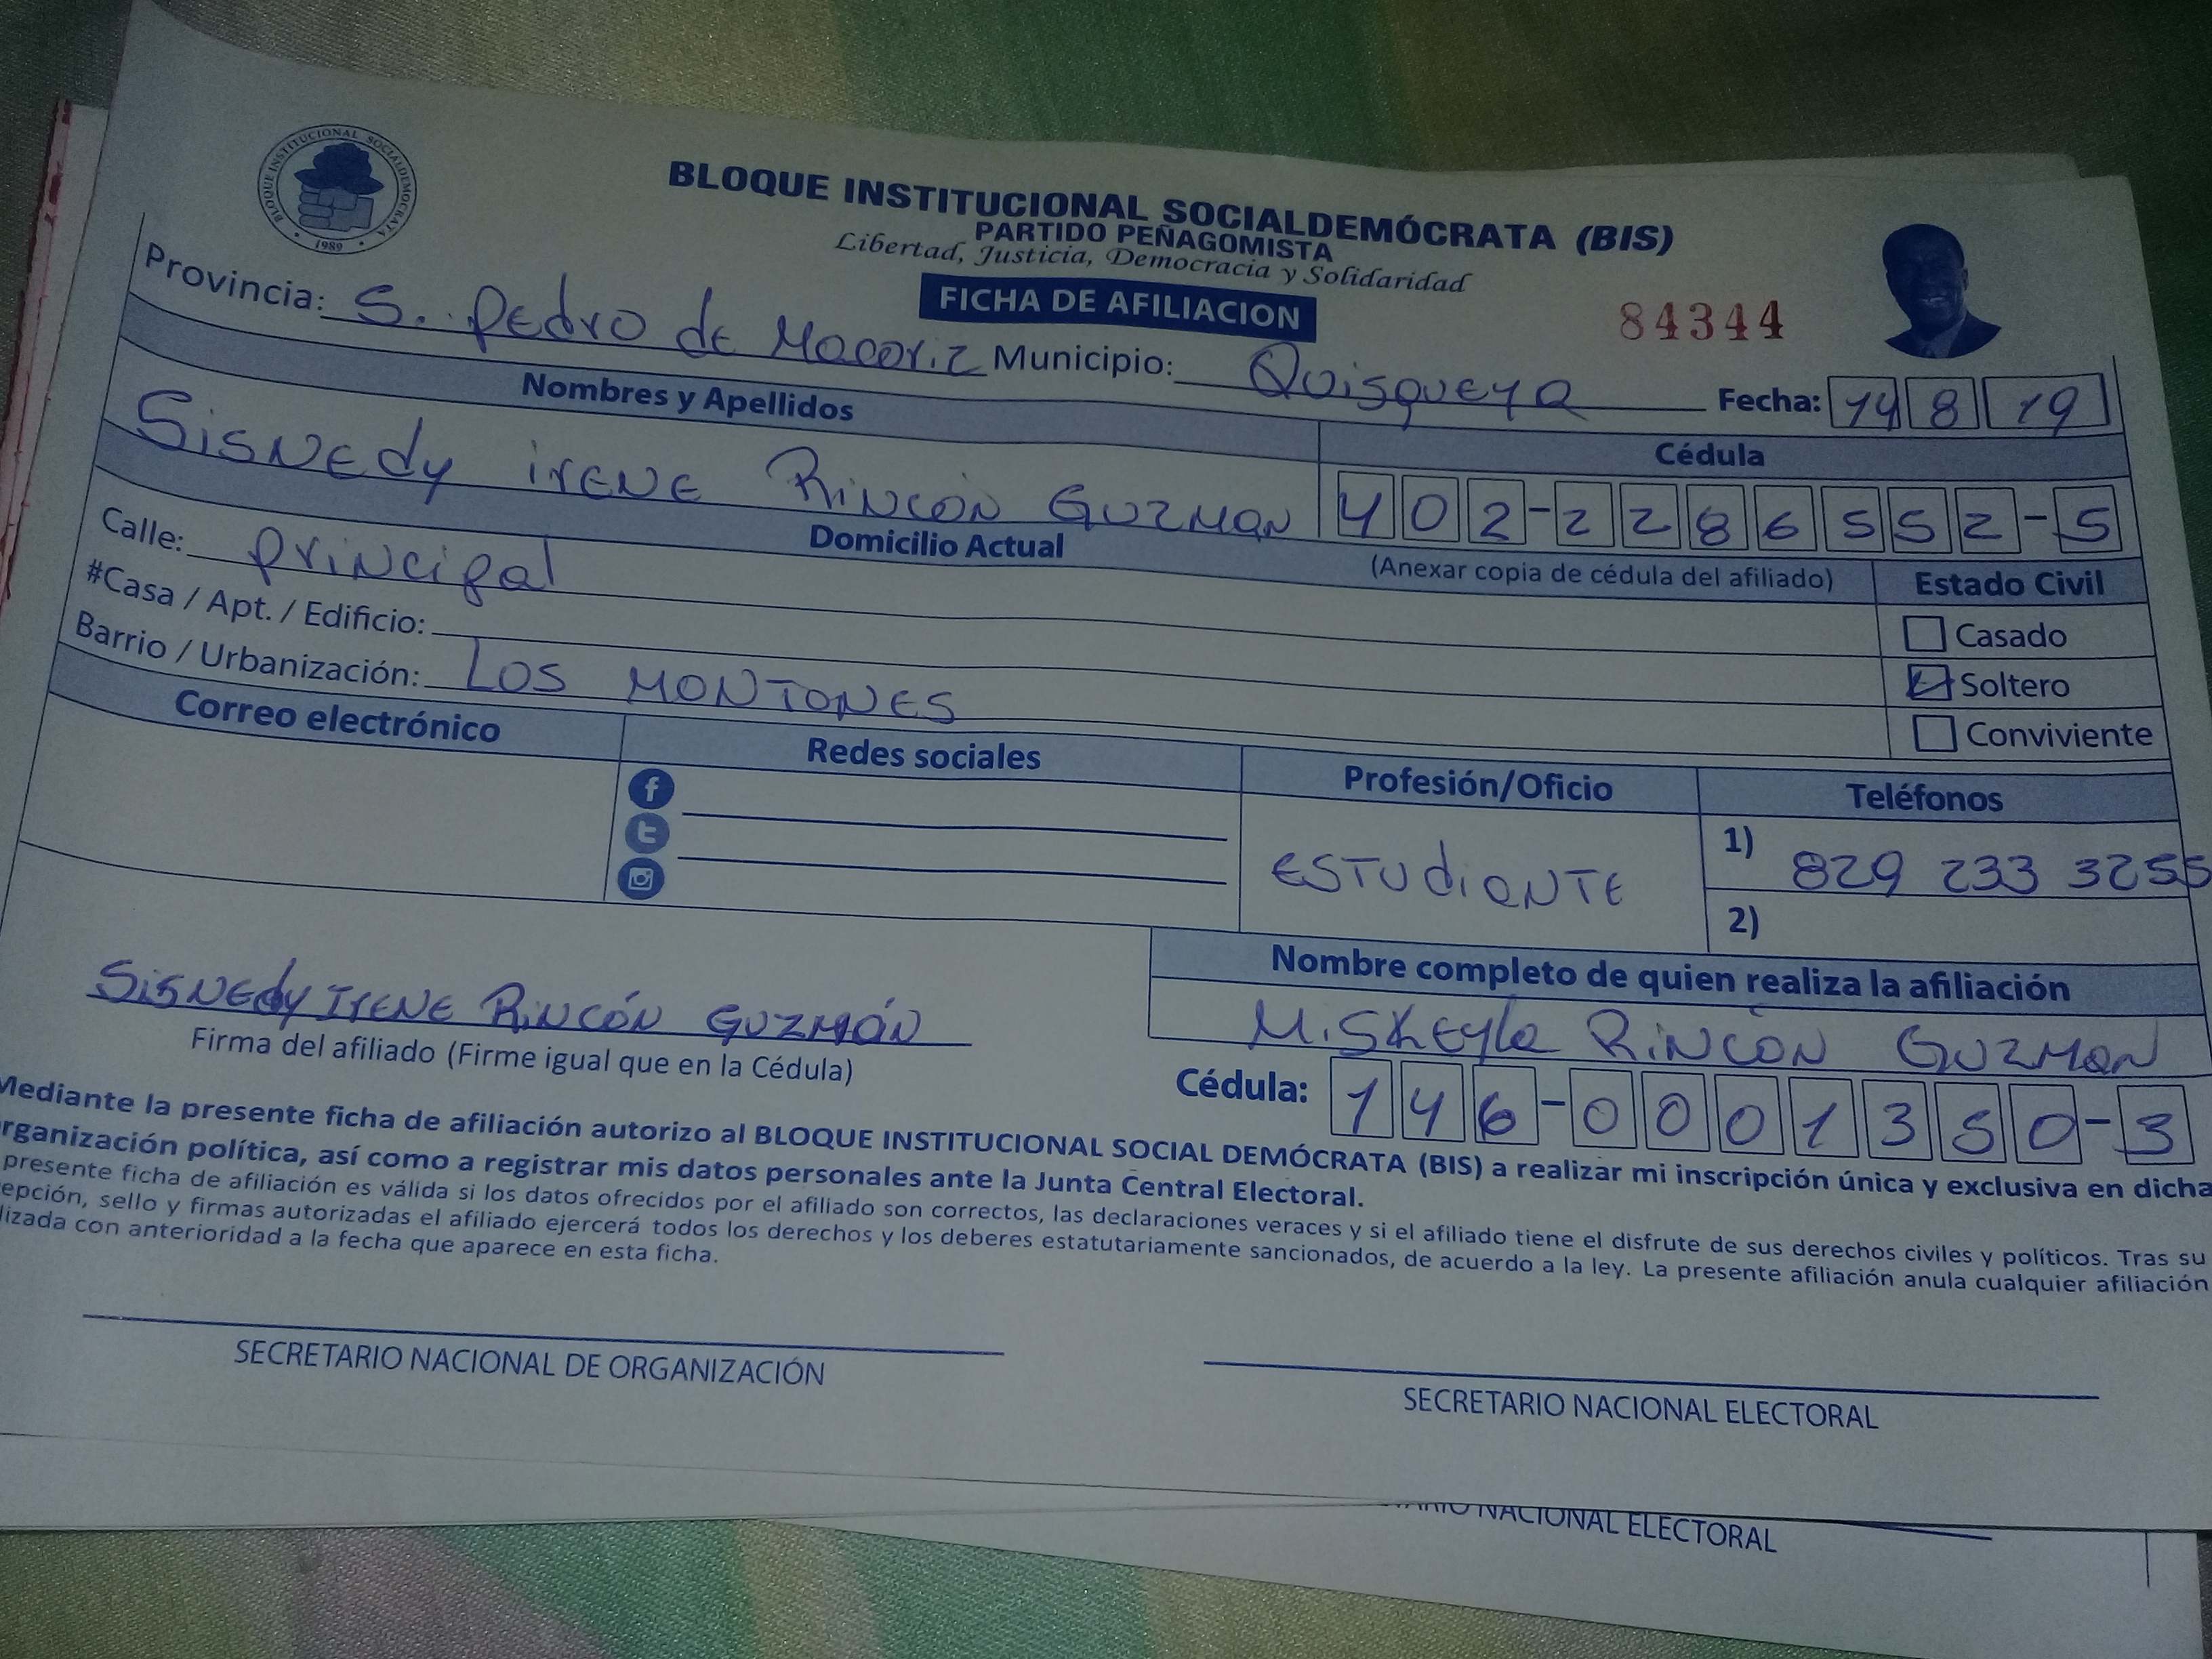 BLOQUE INSTITUCIONAL SOCIALDEMOCRATA
1989
BLOQUE INSTITUCIONAL SOCIALDEMÓCRATA (BIS)
PARTIDO PEÑAGOMISTA
Libertad, Justicia, Democracia y Solidaridad
FICHA DE AFILIACION
84344
Provincia: S. Pedro de Macoriz Municipio: Quisqueya Fecha: 14 8 19
Nombres y Apellidos Cédula
Sisnedy irene Rincon Guzman 402-2286552-5
Domicilio Actual (Anexar copia de cédula del afiliado) Estado Civil
Calle: principal
Casado
#Casa / Apt. / Edificio:
Soltero
Barrio / Urbanización: Los Montones
Conviviente
Correo electrónico Redes sociales Profesión/Oficio Teléfonos
Estudiante
1) 829 233 3255
2)
Sisnedy Irene Rincón Guzmán
Firma del afiliado (Firme igual que en la Cédula)
Nombre completo de quien realiza la afiliación
Miskeyla Rincón Guzman
Cédula: 146-0001350-3
Mediante la presente ficha de afiliación autorizo al BLOQUE INSTITUCIONAL SOCIAL DEMÓCRATA (BIS) a realizar mi inscripción única y exclusiva en dicha
rganización política, así como a registrar mis datos personales ante la Junta Central Electoral.
presente ficha de afiliación es válida si los datos ofrecidos por el afiliado son correctos, las declaraciones veraces y si el afiliado tiene el disfrute de sus derechos civiles y políticos. Tras su
epción, sello y firmas autorizadas el afiliado ejercerá todos los derechos y los deberes estatutariamente sancionados, de acuerdo a la ley. La presente afiliación anula cualquier afiliación
lizada con anterioridad a la fecha que aparece en esta ficha.
SECRETARIO NACIONAL DE ORGANIZACIÓN
SECRETARIO NACIONAL ELECTORAL
NACIONAL ELECTORAL